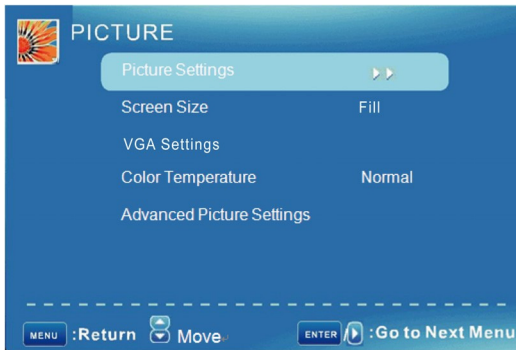 PICTURE
Picture Settings
Screen Size Fill
VGA Settings
Color Temperature Normal
Advanced Picture Settings
MENU :Return Move ENTER / :Go to Next Menu